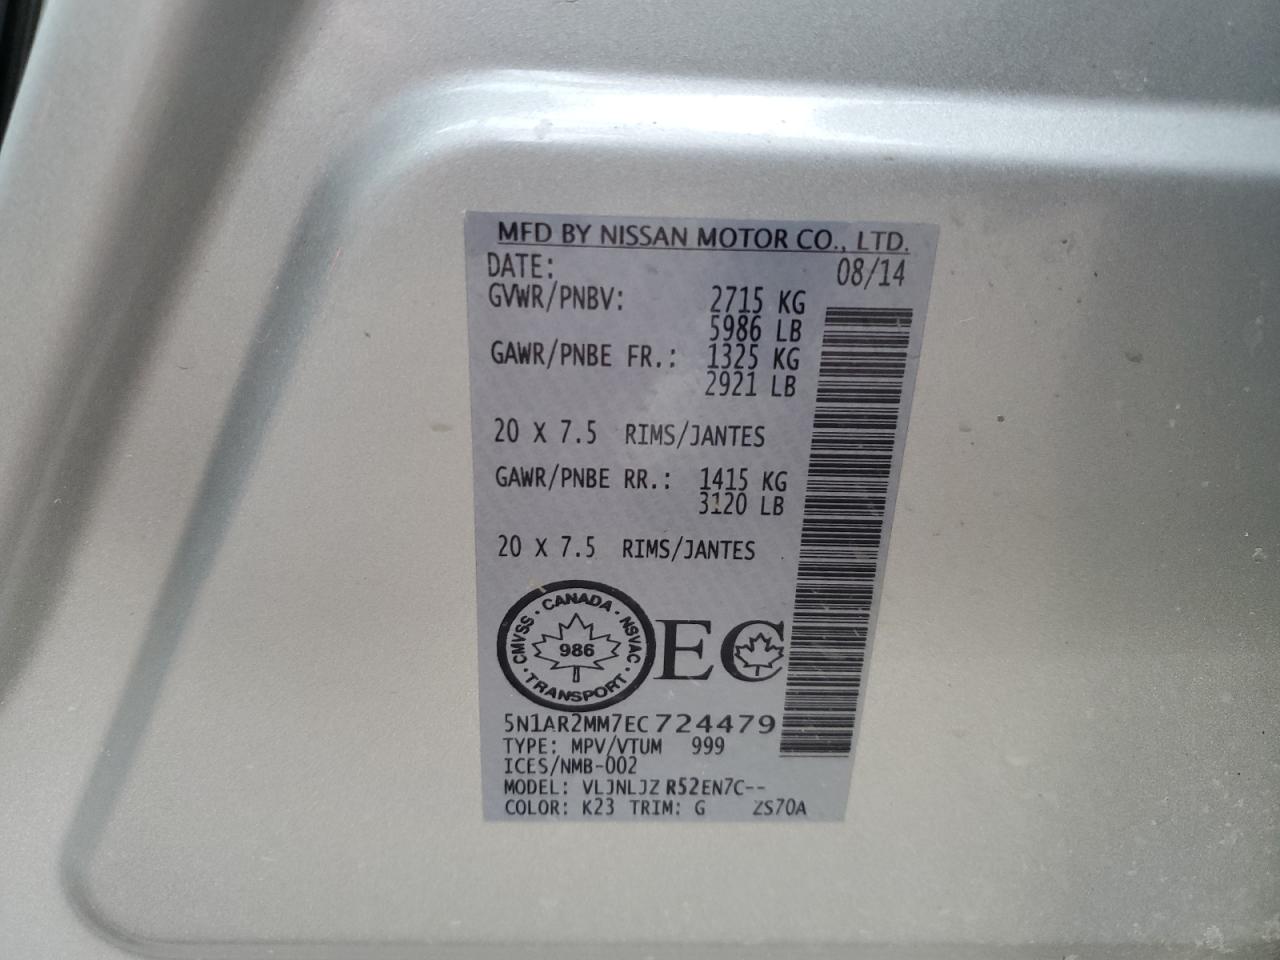 MFD BY NISSAN MOTOR CO., LTD.
DATE: 08/14
GVWR/PNBV: 2715 KG
5986 LB
GAWR/PNBE FR.: 1325 KG
2921 LB
20 X 7.5 RIMS/JANTES
GAWR/PNBE RR.: 1415 KG
3120 LB
20 X 7.5 RIMS/JANTES
CMVSS · CANADA · NSVAC · TRANSPORT ·
986
EC
5N1AR2MM7EC724479
TYPE: MPV/VTUM 999
ICES/NMB-002
MODEL: VLJNLJZ R52EN7C--
COLOR: K23 TRIM: G ZS70A